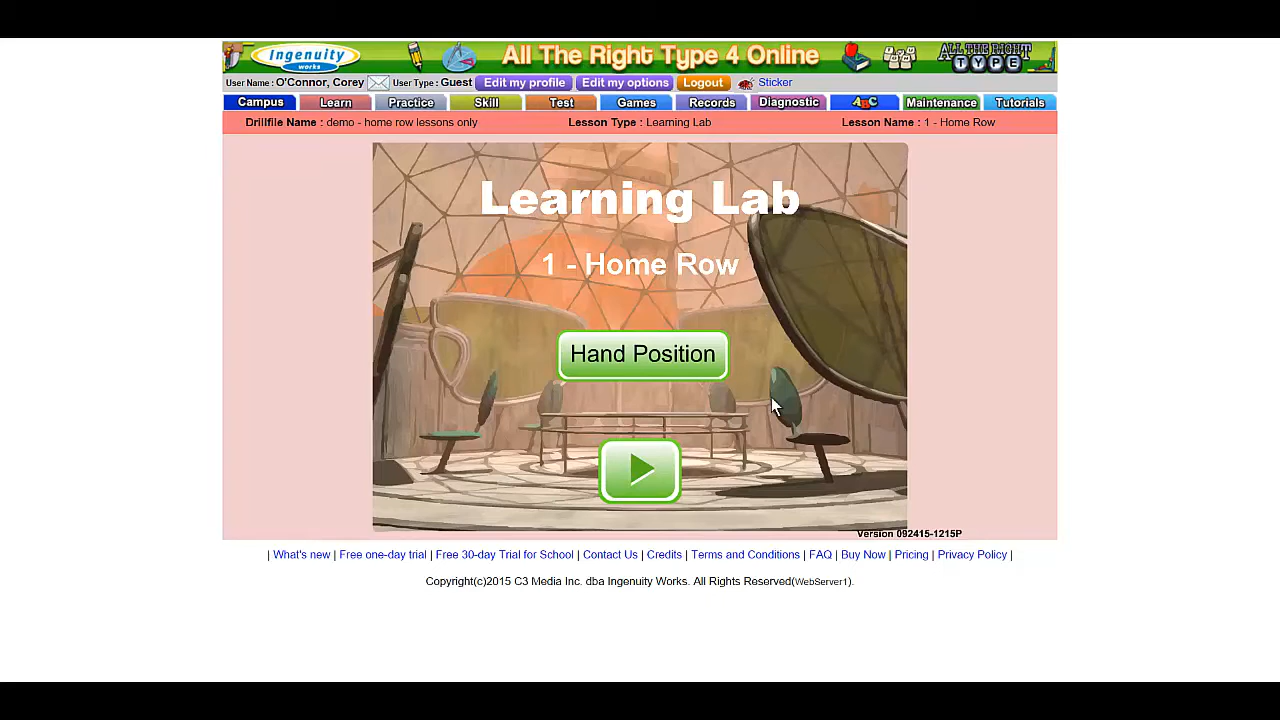 Ingenuity works All The Right Type 4 Online ALL THE RIGHT TYPE
User Name : O'Connor, Corey User Type : Guest Edit my profile Edit my options Logout Sticker
Campus Learn Practice Skill Test Games Records Diagnostic ABC Maintenance Tutorials
Drillfile Name : demo - home row lessons only Lesson Type : Learning Lab Lesson Name : 1 - Home Row
Learning Lab
1 - Home Row
Hand Position
Version 092415-1215P
| What's new | Free one-day trial | Free 30-day Trial for School | Contact Us | Credits | Terms and Conditions | FAQ | Buy Now | Pricing | Privacy Policy |
Copyright(c)2015 C3 Media Inc. dba Ingenuity Works. All Rights Reserved(WebServer1).